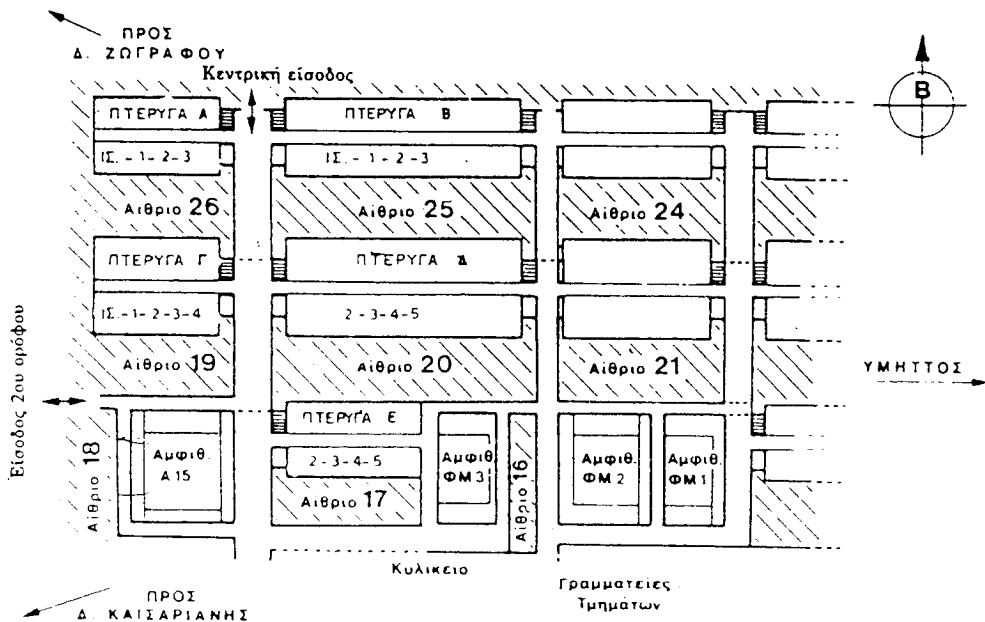 ΠΡΟΣ
Δ. ΖΩΓΡΑΦΟΥ
Κεντρική είσοδος
Β
ΠΤΕΡΥΓΑ Α
ΠΤΕΡΥΓΑ Β
ΙΣ.-1-2-3
ΙΣ.-1-2-3
Αίθριο 26
Αίθριο 25
Αίθριο 24
ΠΤΕΡΥΓΑ Γ
ΠΤΕΡΥΓΑ Δ
ΙΣ.-1-2-3-4
2-3-4-5
Αίθριο 19
Αίθριο 20
Αίθριο 21
ΥΜΗΤΤΟΣ
Είσοδος 2ου ορόφου
ΠΤΕΡΥΓΑ Ε
Αίθριο 18
Αμφιθ.
Α15
2-3-4-5
Αίθριο 17
Αμφιθ.
ΦΜ3
Αίθριο 16
Αμφιθ.
ΦΜ2
Αμφιθ.
ΦΜ1
Κυλικείο
Γραμματείες
Τμημάτων
ΠΡΟΣ
Δ. ΚΑΙΣΑΡΙΑΝΗΣ